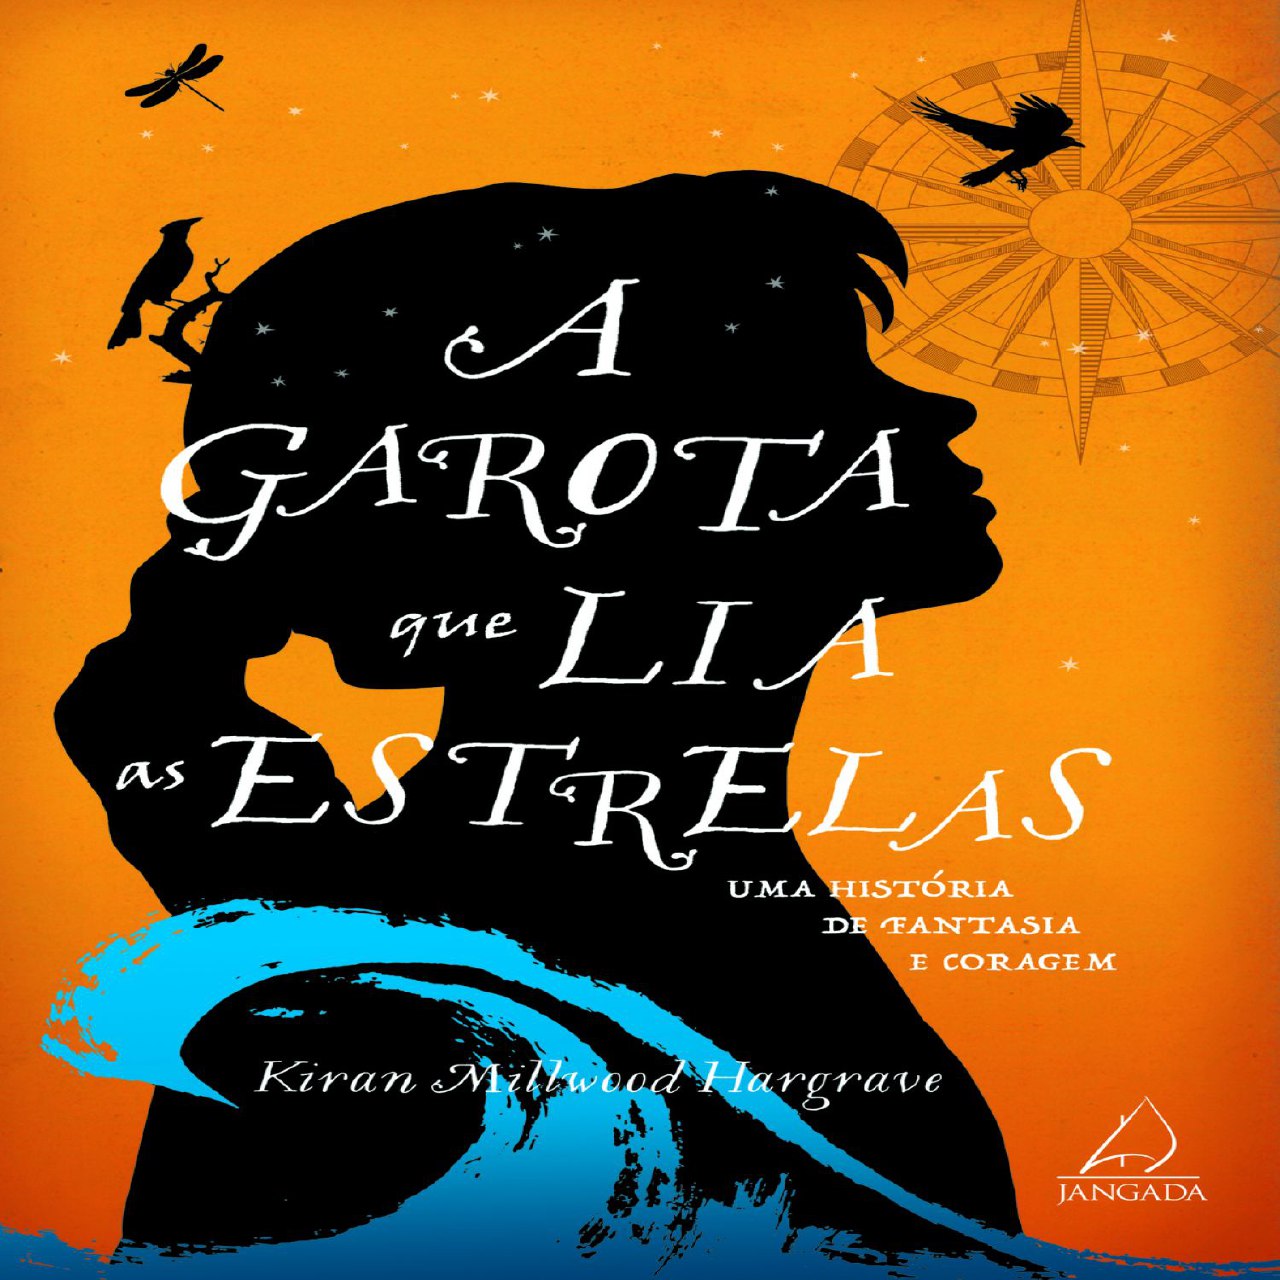 A
GAROTA
que LIA
as ESTRELAS
UMA HISTÓRIA
DE FANTASIA
E CORAGEM
Kiran Millwood Hargrave
JANGADA